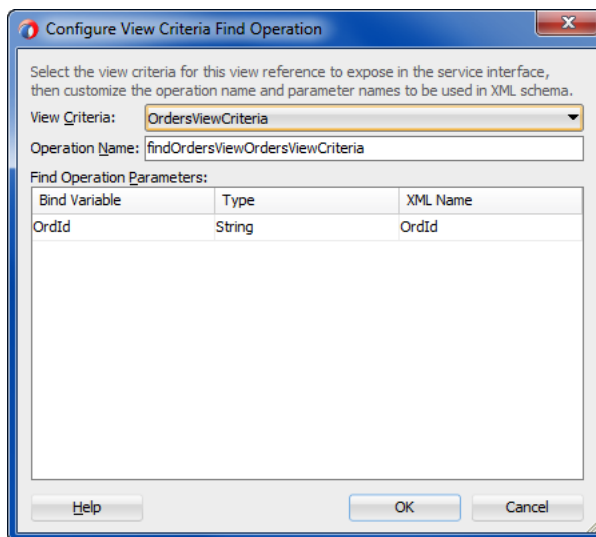 Configure View Criteria Find Operation
Select the view criteria for this view reference to expose in the service interface,
then customize the operation name and parameter names to be used in XML schema.
View Criteria: OrdersViewCriteria
Operation Name: findOrdersViewOrdersViewCriteria
Find Operation Parameters:
Bind Variable Type XML Name
OrdId String OrdId
Help OK Cancel